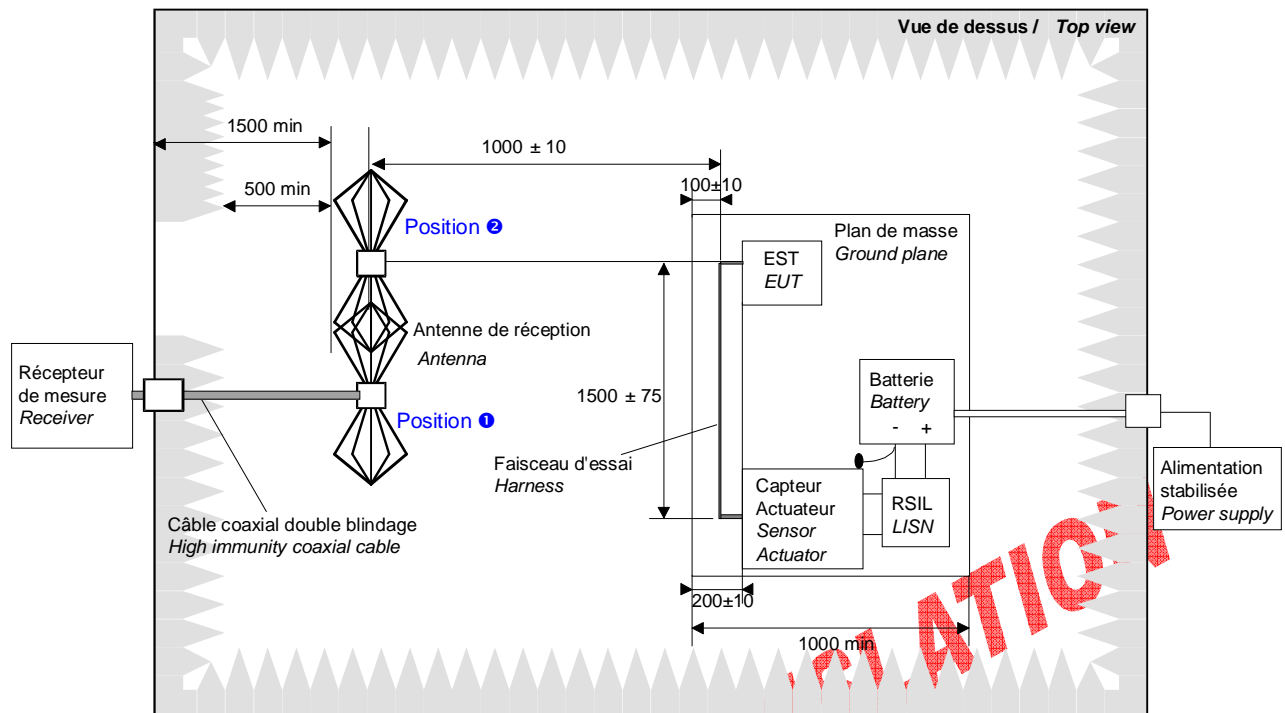 Vue de dessus / Top view
1500 min
1000 ± 10
500 min
100±10
Position ❷
Plan de masse
Ground plane
EST
EUT
Antenne de réception
Antenna
Récepteur
de mesure
Receiver
1500 ± 75
Batterie
Battery
- +
Position ❶
Faisceau d'essai
Harness
Capteur
Actuateur
Sensor
Actuator
RSIL
LISN
Alimentation
stabilisée
Power supply
Câble coaxial double blindage
High immunity coaxial cable
200±10
1000 min